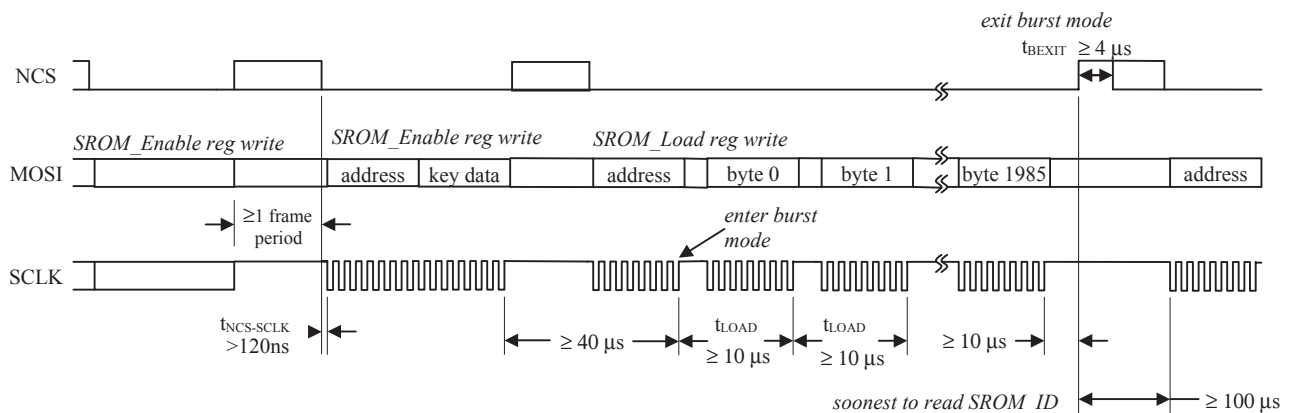 exit burst mode
tBEXIT ≥ 4 μs
NCS
SROM_Enable reg write
SROM_Enable reg write
SROM_Load reg write
MOSI
address
key data
address
byte 0
byte 1
byte 1985
address
≥1 frame
period
enter burst
mode
SCLK
tNCS-SCLK
>120ns
≥ 40 μs
tLOAD
≥ 10 μs
tLOAD
≥ 10 μs
≥ 10 μs
soonest to read SROM_ID
≥ 100 μs